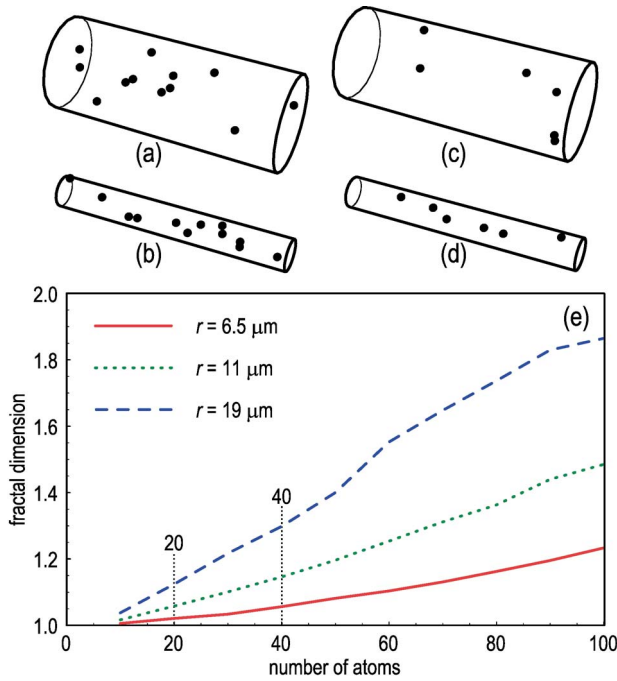 (a)
(c)
(b)
(d)
2.0
(e)
r = 6.5 μm
1.8
r = 11 μm
r = 19 μm
1.6
fractal dimension
1.4
40
20
1.2
1.0
0 20 40 60 80 100
number of atoms